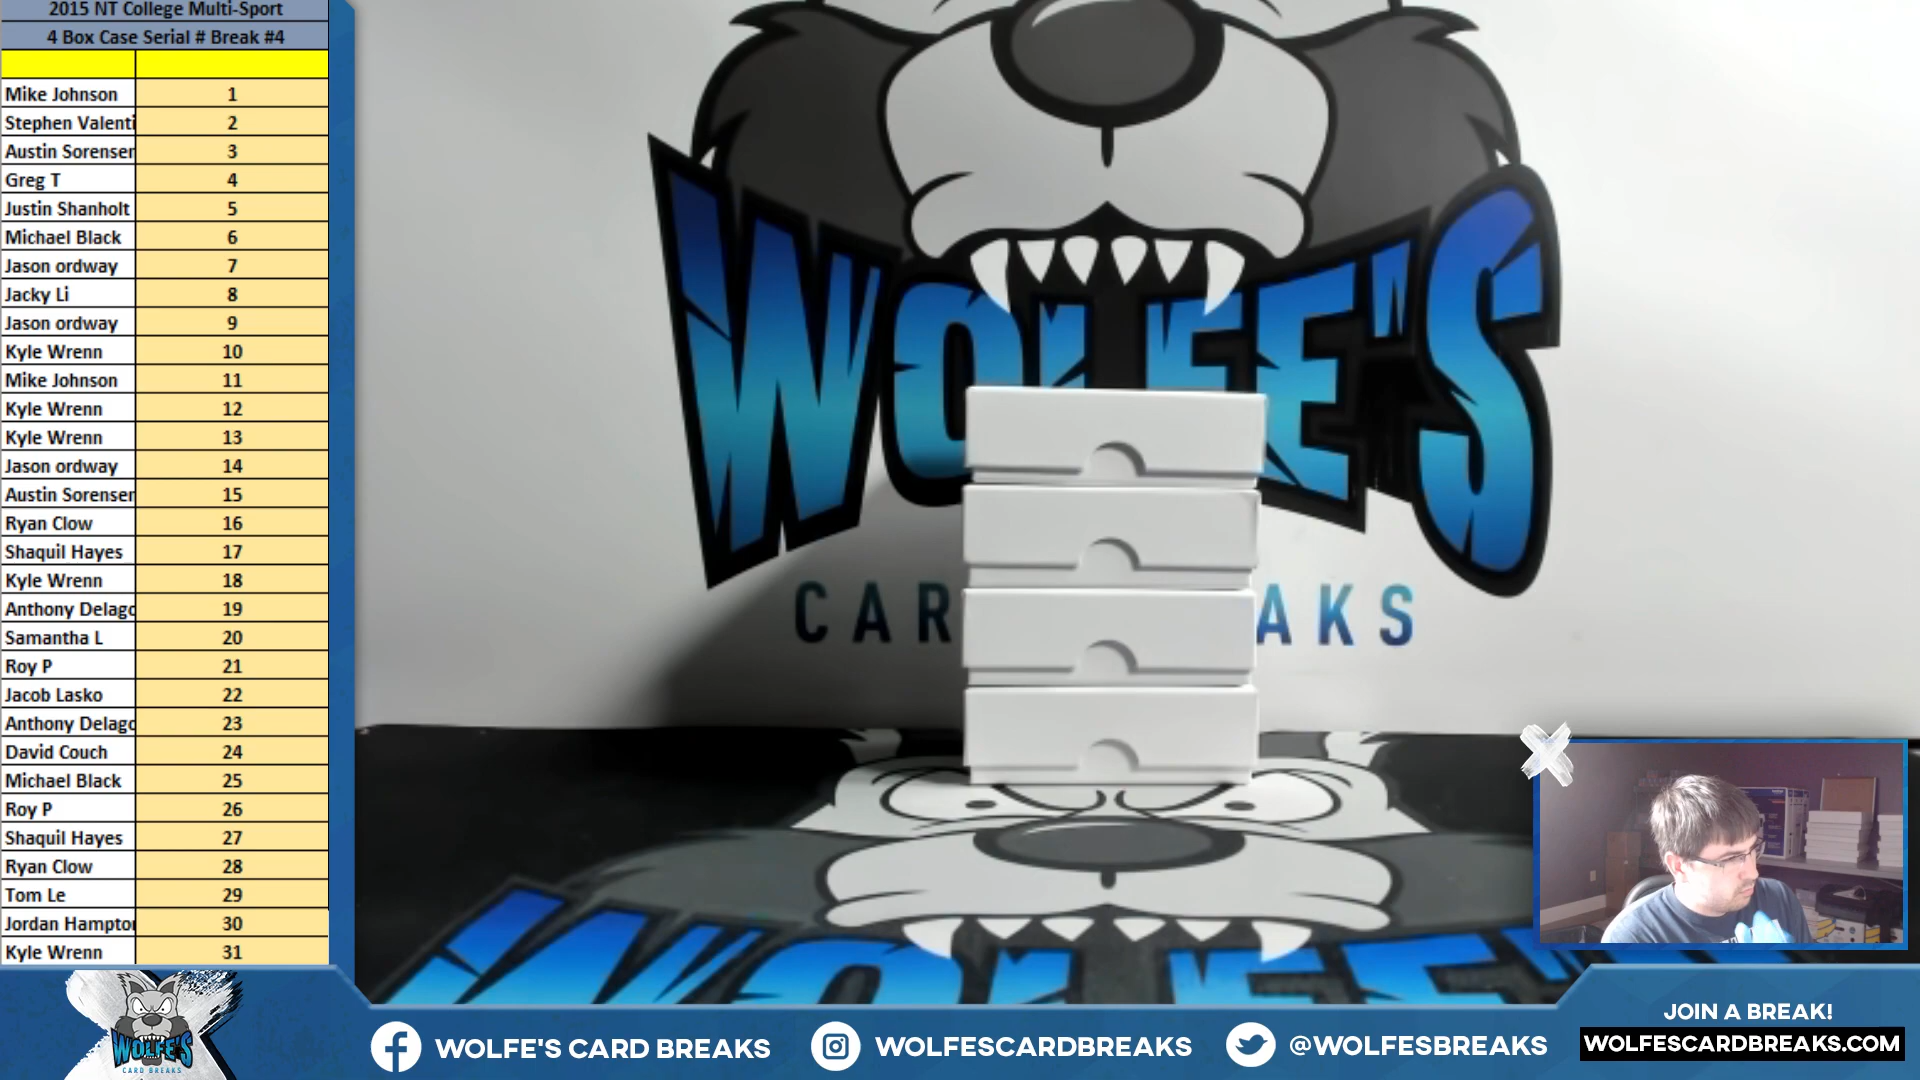 2015 NT College Multi-Sport
4 Box Case Serial # Break #4
Mike Johnson 1
Stephen Valenti 2
Austin Sorensen 3
Greg T 4
Justin Shanholt 5
Michael Black 6
Jason ordway 7
Jacky Li 8
Jason ordway 9
Kyle Wrenn 10
Mike Johnson 11
Kyle Wrenn 12
Kyle Wrenn 13
Jason ordway 14
Austin Sorensen 15
Ryan Clow 16
Shaquil Hayes 17
Kyle Wrenn 18
Anthony Delago 19
Samantha L 20
Roy P 21
Jacob Lasko 22
Anthony Delago 23
David Couch 24
Michael Black 25
Roy P 26
Shaquil Hayes 27
Ryan Clow 28
Tom Le 29
Jordan Hampton 30
Kyle Wrenn 31
WOLFE'S
CAR AKS
WOLFE'
WOLFE'S
CARD BREAKS
WOLFE'S CARD BREAKS
WOLFESCARDBREAKS
@WOLFESBREAKS
JOIN A BREAK!
WOLFESCARDBREAKS.COM